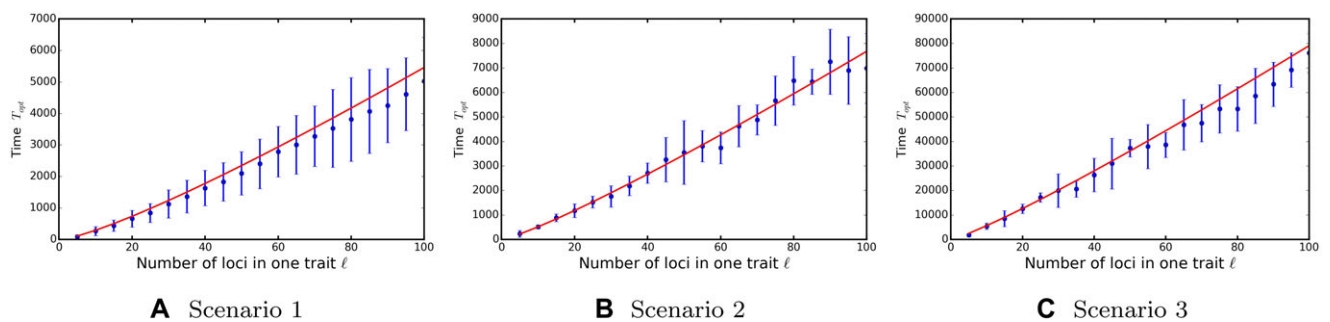 7000
6000
5000
4000
3000
2000
1000
0
Time T_opt
0 20 40 60 80 100
Number of loci in one trait ℓ
A Scenario 1
9000
8000
7000
6000
5000
4000
3000
2000
1000
0
Time T_opt
0 20 40 60 80 100
Number of loci in one trait ℓ
B Scenario 2
90000
80000
70000
60000
50000
40000
30000
20000
10000
0
Time T_opt
0 20 40 60 80 100
Number of loci in one trait ℓ
C Scenario 3